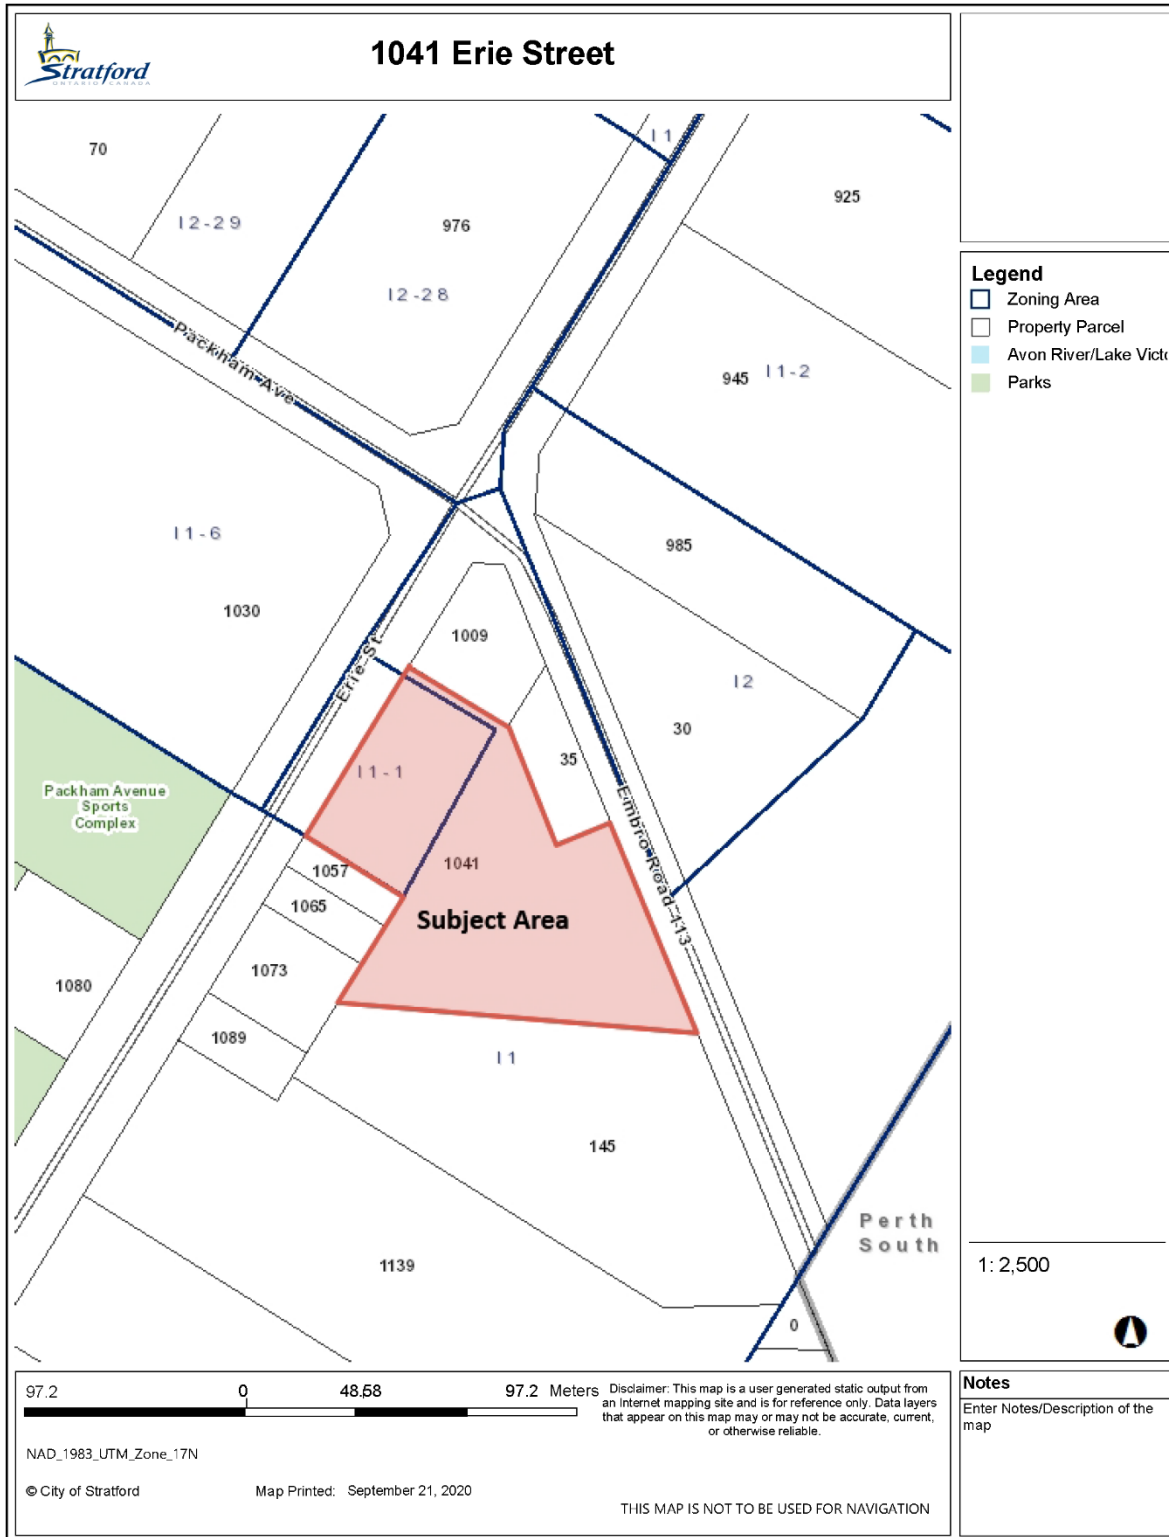 Stratford
ONTARIO CANADA
1041 Erie Street
70
I2-29
976
I2-28
I1
925
Packham Ave
945
I1-2
I1-6
1030
985
Erie St
1009
I2
30
35
I1-1
1041
Subject Area
Embro Road 113
Packham Avenue
Sports
Complex
1057
1065
1073
1080
1089
I1
145
Perth
South
1139
0
Legend
Zoning Area
Property Parcel
Avon River/Lake Victo
Parks
1: 2,500
97.2
0
48.58
97.2 Meters
NAD_1983_UTM_Zone_17N
© City of Stratford
Map Printed: September 21, 2020
Disclaimer: This map is a user generated static output from
an Internet mapping site and is for reference only. Data layers
that appear on this map may or may not be accurate, current,
or otherwise reliable.
THIS MAP IS NOT TO BE USED FOR NAVIGATION
Notes
Enter Notes/Description of the
map